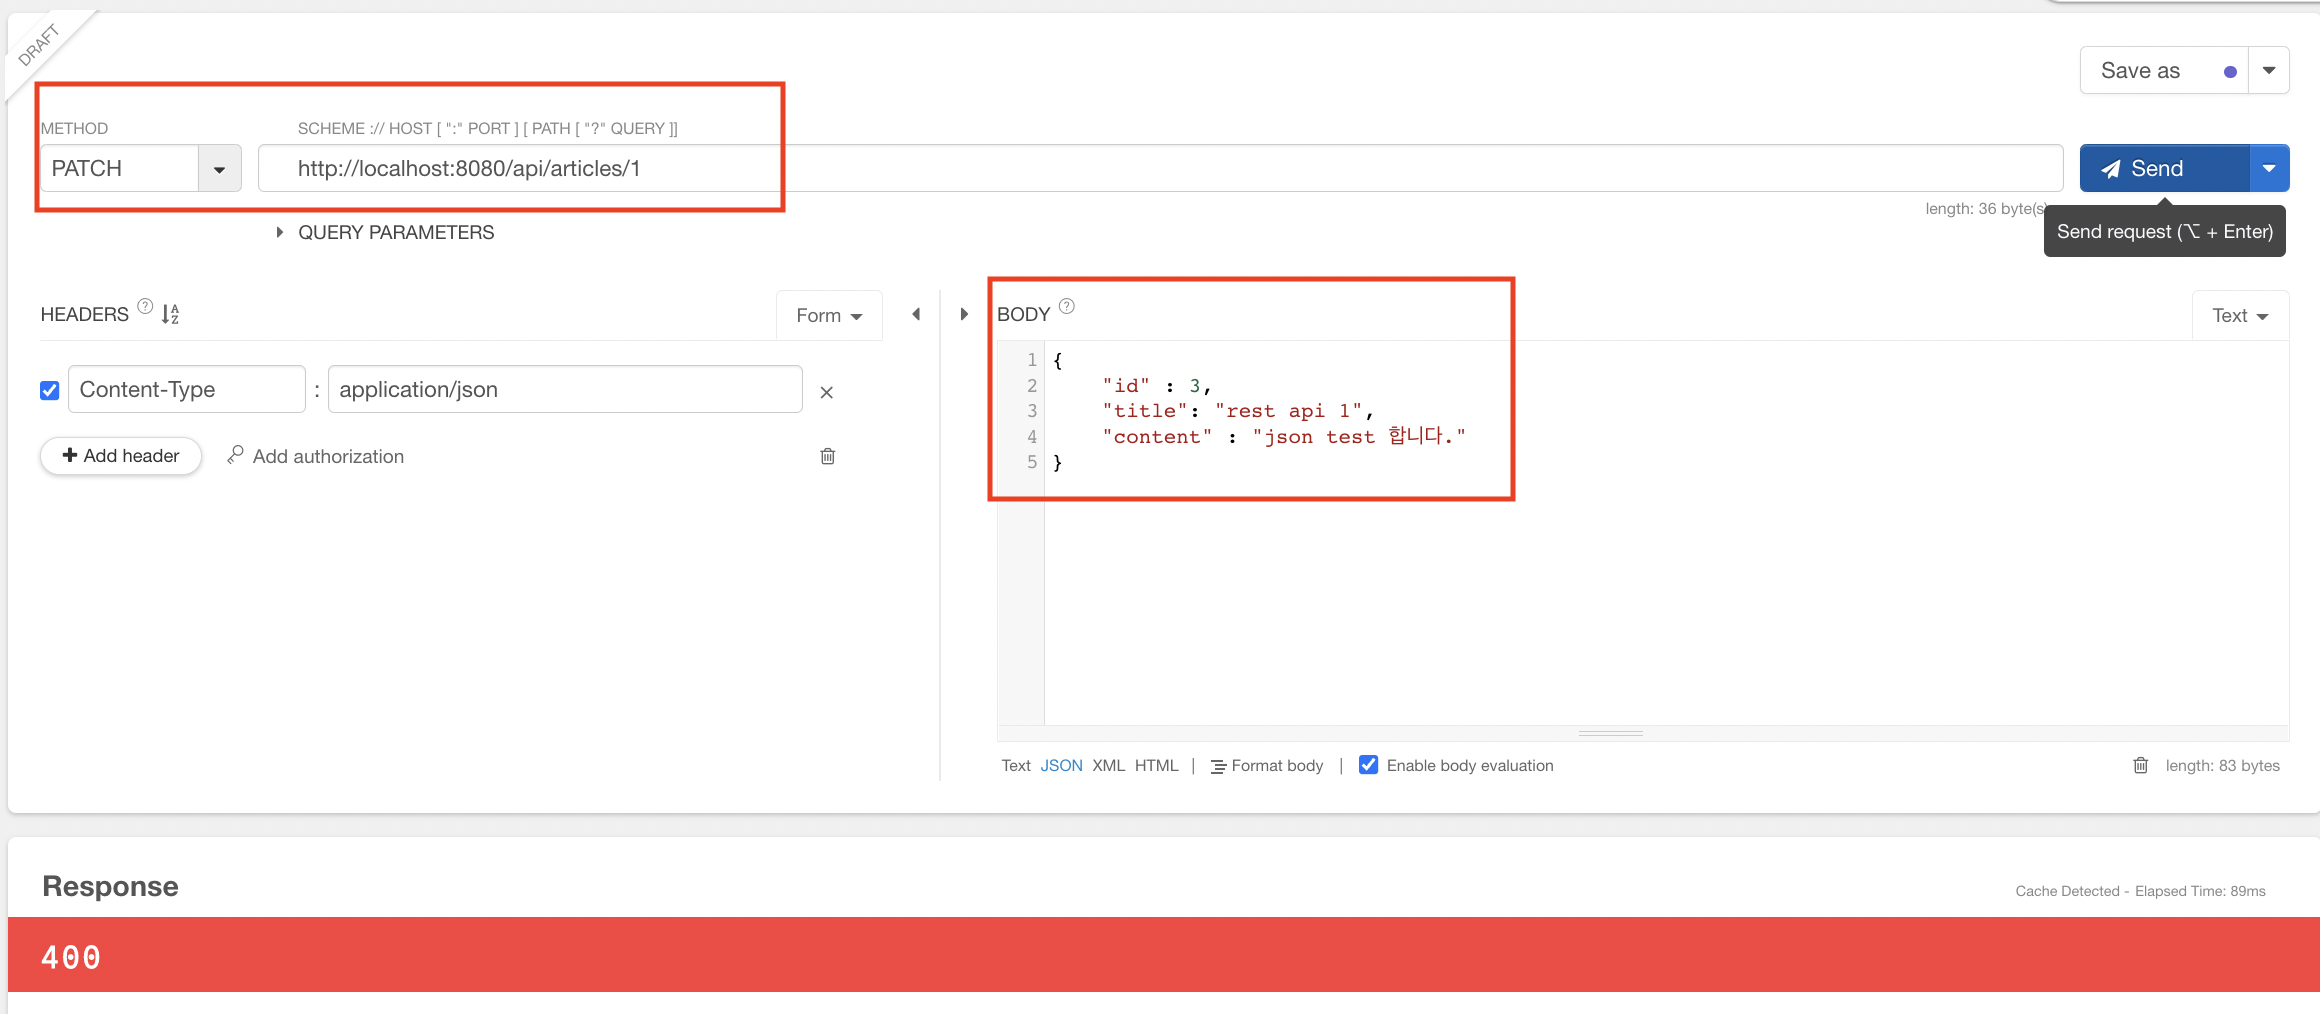 DRAFT
Save as
METHOD
SCHEME :// HOST [ ":" PORT ] [ PATH [ "?" QUERY ]]
PATCH
http://localhost:8080/api/articles/1
Send
length: 36 byte(s)
Send request (⌥ + Enter)
QUERY PARAMETERS
HEADERS ?
Form
BODY ?
Text
Content-Type : application/json ×
+ Add header
Add authorization
1 {
2 "id" : 3,
3 "title": "rest api 1",
4 "content" : "json test 합니다."
5 }
Text JSON XML HTML | Format body | Enable body evaluation
length: 83 bytes
Response
Cache Detected - Elapsed Time: 89ms
400